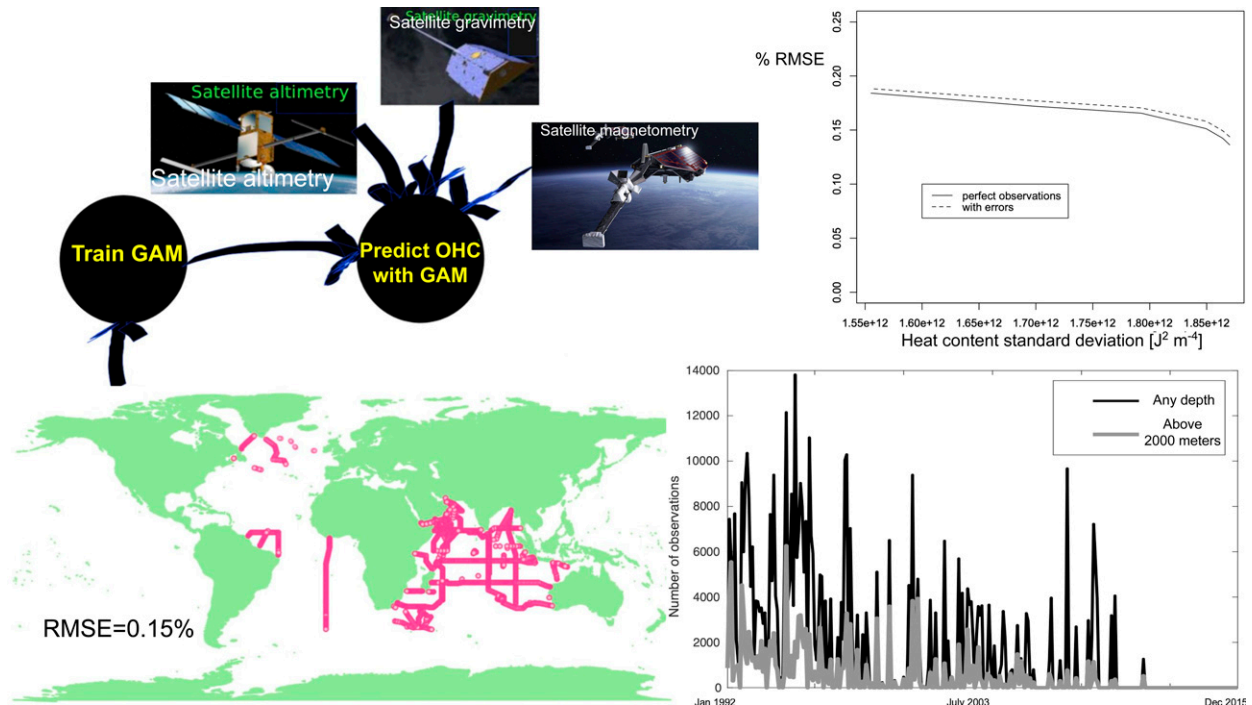 Satellite gravimetry
Satellite gravimetry
Satellite altimetry
Satellite altimetry
Satellite magnetometry
Train GAM
Predict OHC
with GAM
% RMSE
0.25
0.20
0.15
0.10
0.05
0.00
perfect observations
with errors
1.55e+12
1.60e+12
1.65e+12
1.70e+12
1.75e+12
1.80e+12
1.85e+12
Heat content standard deviation [J² m⁻⁴]
RMSE=0.15%
Number of observations
14000
12000
10000
8000
6000
4000
2000
0
Any depth
Above
2000 meters
Jan 1992
July 2003
Dec 2015